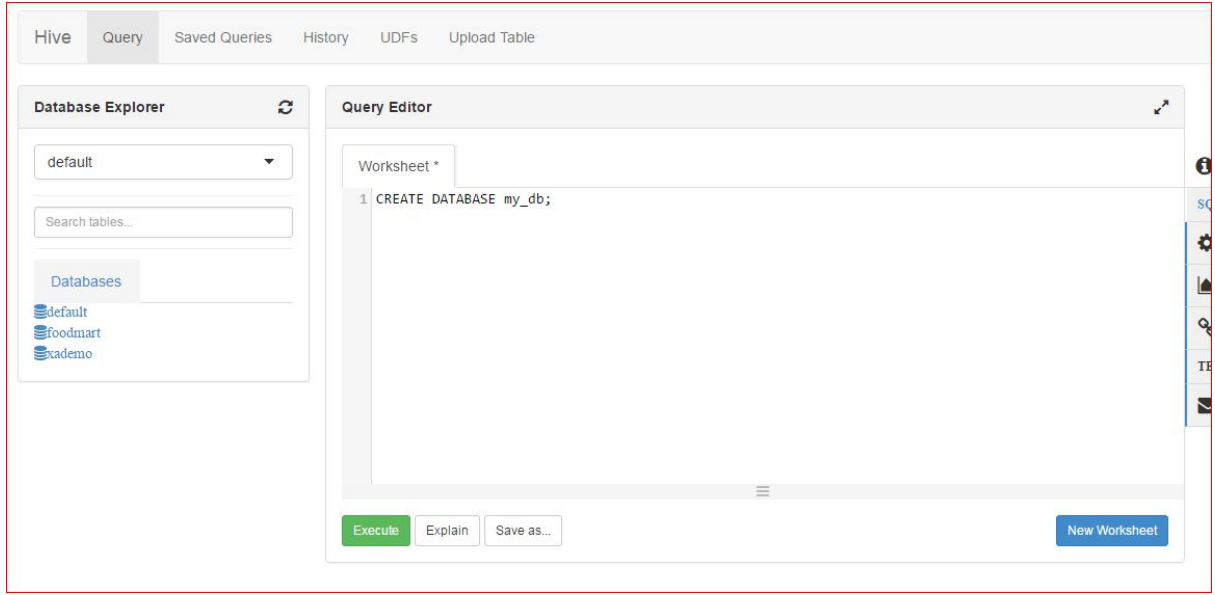 Hive Query Saved Queries History UDFs Upload Table
Database Explorer
default
Search tables...
Databases
default
foodmart
xademo
Query Editor
Worksheet *
1 CREATE DATABASE my_db;
Execute Explain Save as... New Worksheet